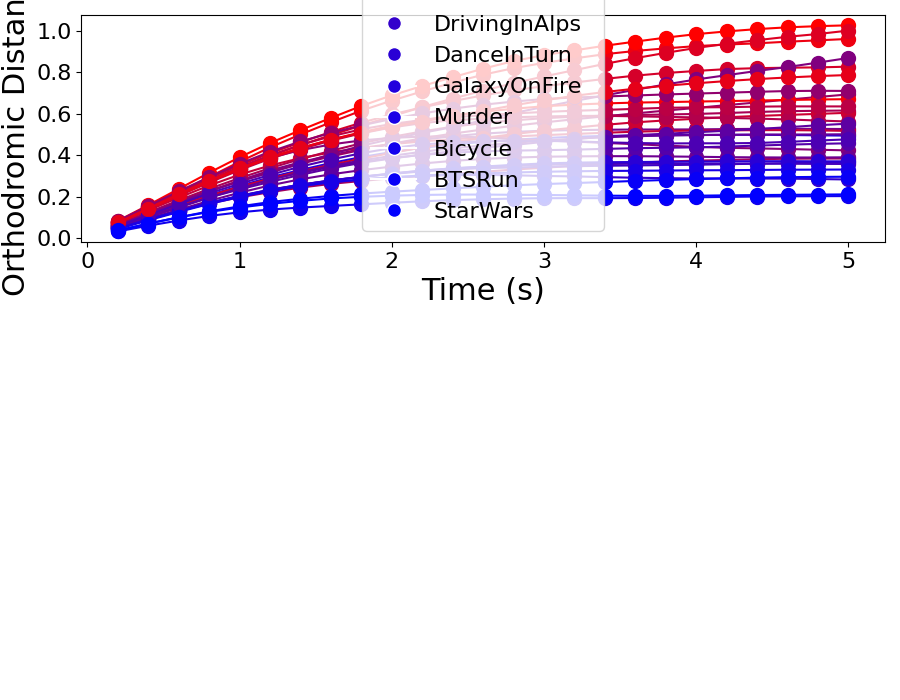 Orthodromic Distan
1.0
0.8
0.6
0.4
0.2
0.0
DrivingInAlps
DanceInTurn
GalaxyOnFire
Murder
Bicycle
BTSRun
StarWars
0 1 2 3 4 5
Time (s)